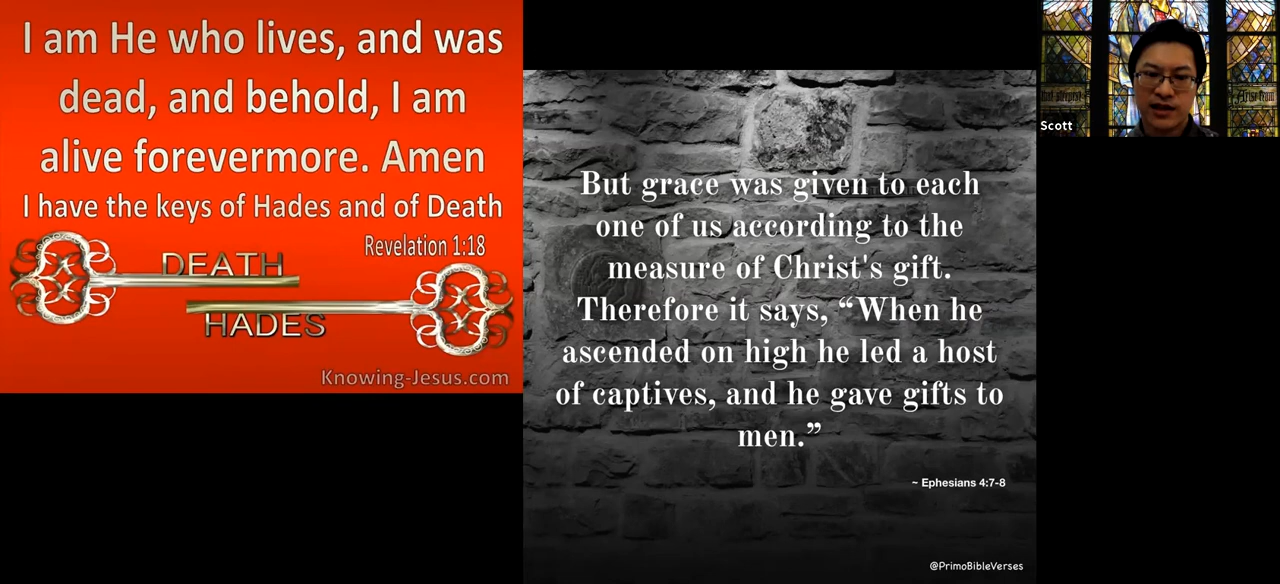 I am He who lives, and was
dead, and behold, I am
alive forevermore. Amen
I have the keys of Hades and of Death
Revelation 1:18
DEATH
HADES
Knowing-Jesus.com
But grace was given to each
one of us according to the
measure of Christ's gift.
Therefore it says, “When he
ascended on high he led a host
of captives, and he gave gifts to
men.”
~ Ephesians 4:7-8
@PrimoBibleVerses
Scott